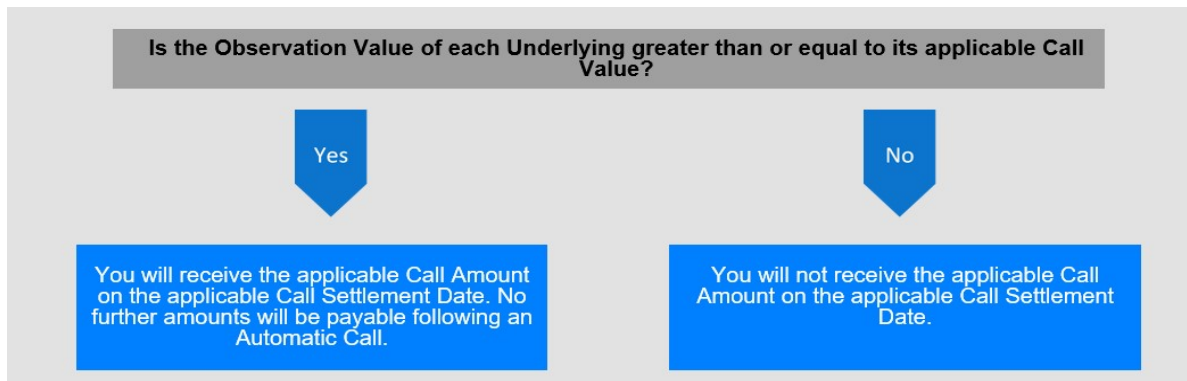 Is the Observation Value of each Underlying greater than or equal to its applicable Call
Value?
Yes
No
You will receive the applicable Call Amount
on the applicable Call Settlement Date. No
further amounts will be payable following an
Automatic Call.
You will not receive the applicable Call
Amount on the applicable Call Settlement
Date.